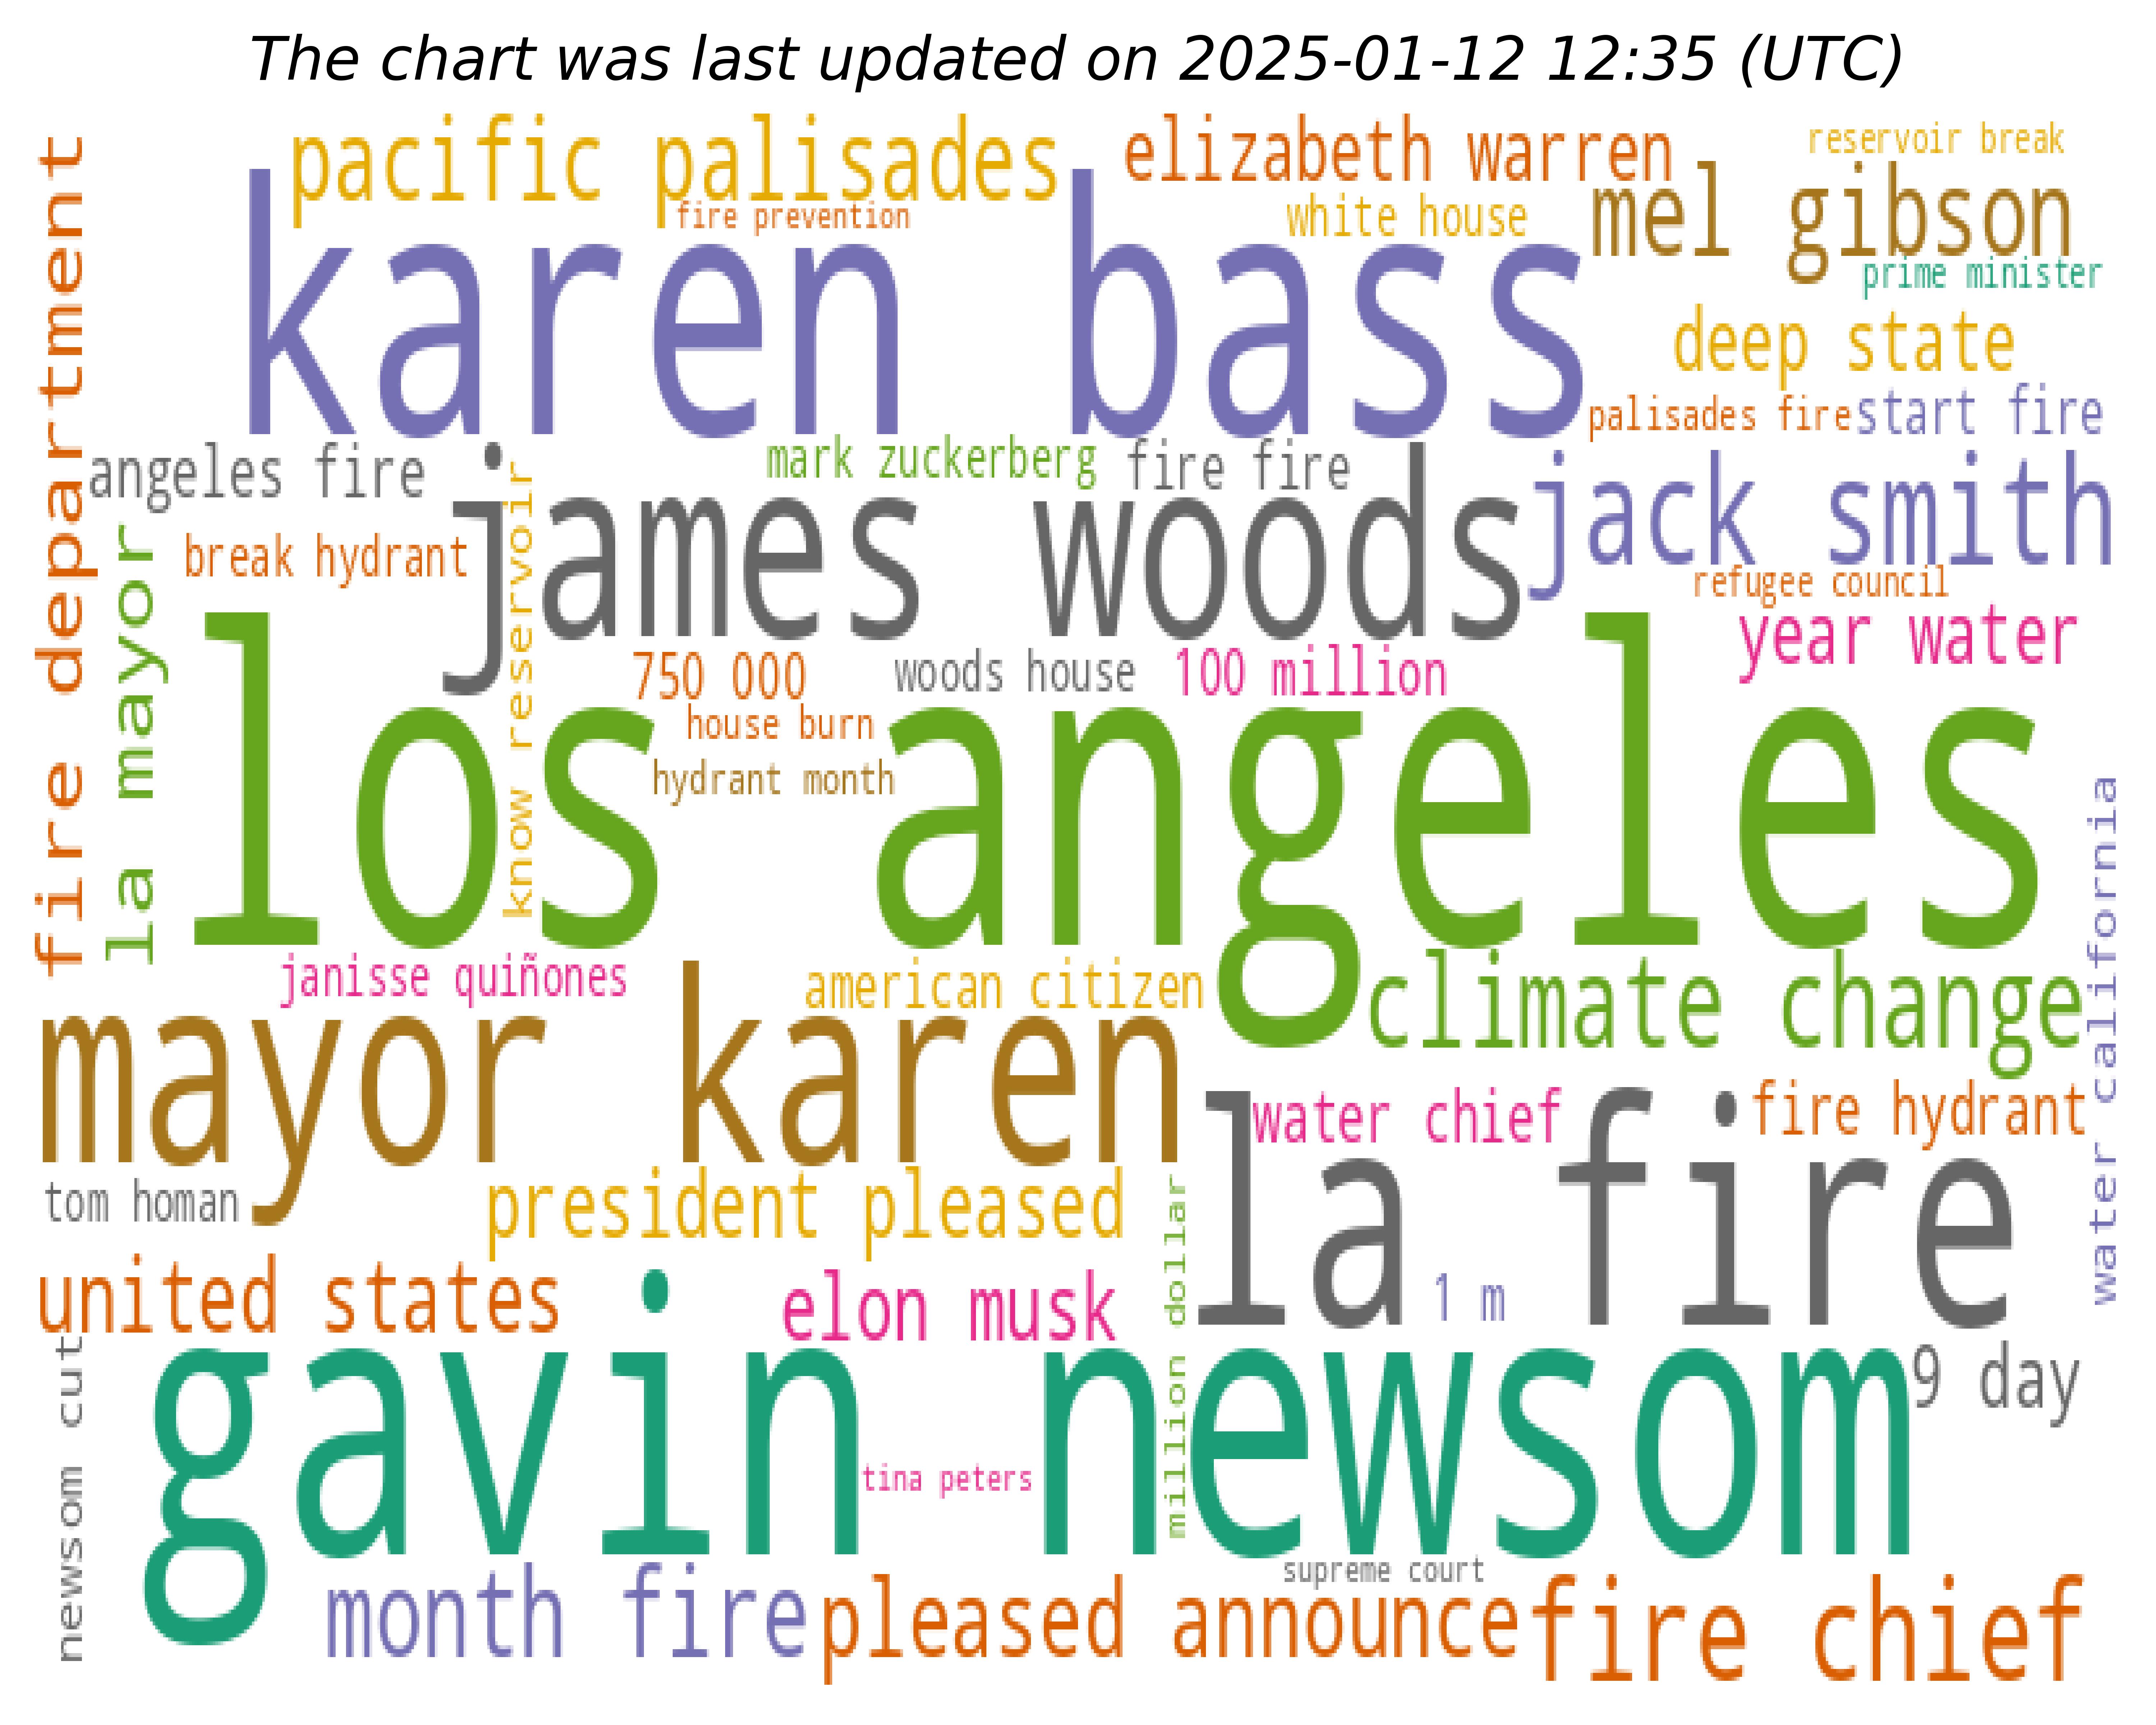 The chart was last updated on 2025-01-12 12:35 (UTC)
pacific palisades
elizabeth warren
reservoir break
fire prevention
white house
mel gibson
karen bass
prime minister
deep state
fire department
palisades fire
start fire
angeles fire
mark zuckerberg
fire fire
james woods
jack smith
break hydrant
know reservoir
la mayor
refugee council
year water
750 000
woods house
100 million
house burn
los angeles
hydrant month
water california
janisse quiñones
american citizen
climate change
mayor karen
water chief
fire hydrant
la fire
tom homan
president pleased
million dollar
united states
elon musk
1 m
gavin newsom
9 day
newsom cut
tina peters
supreme court
month fire
pleased announce
fire chief